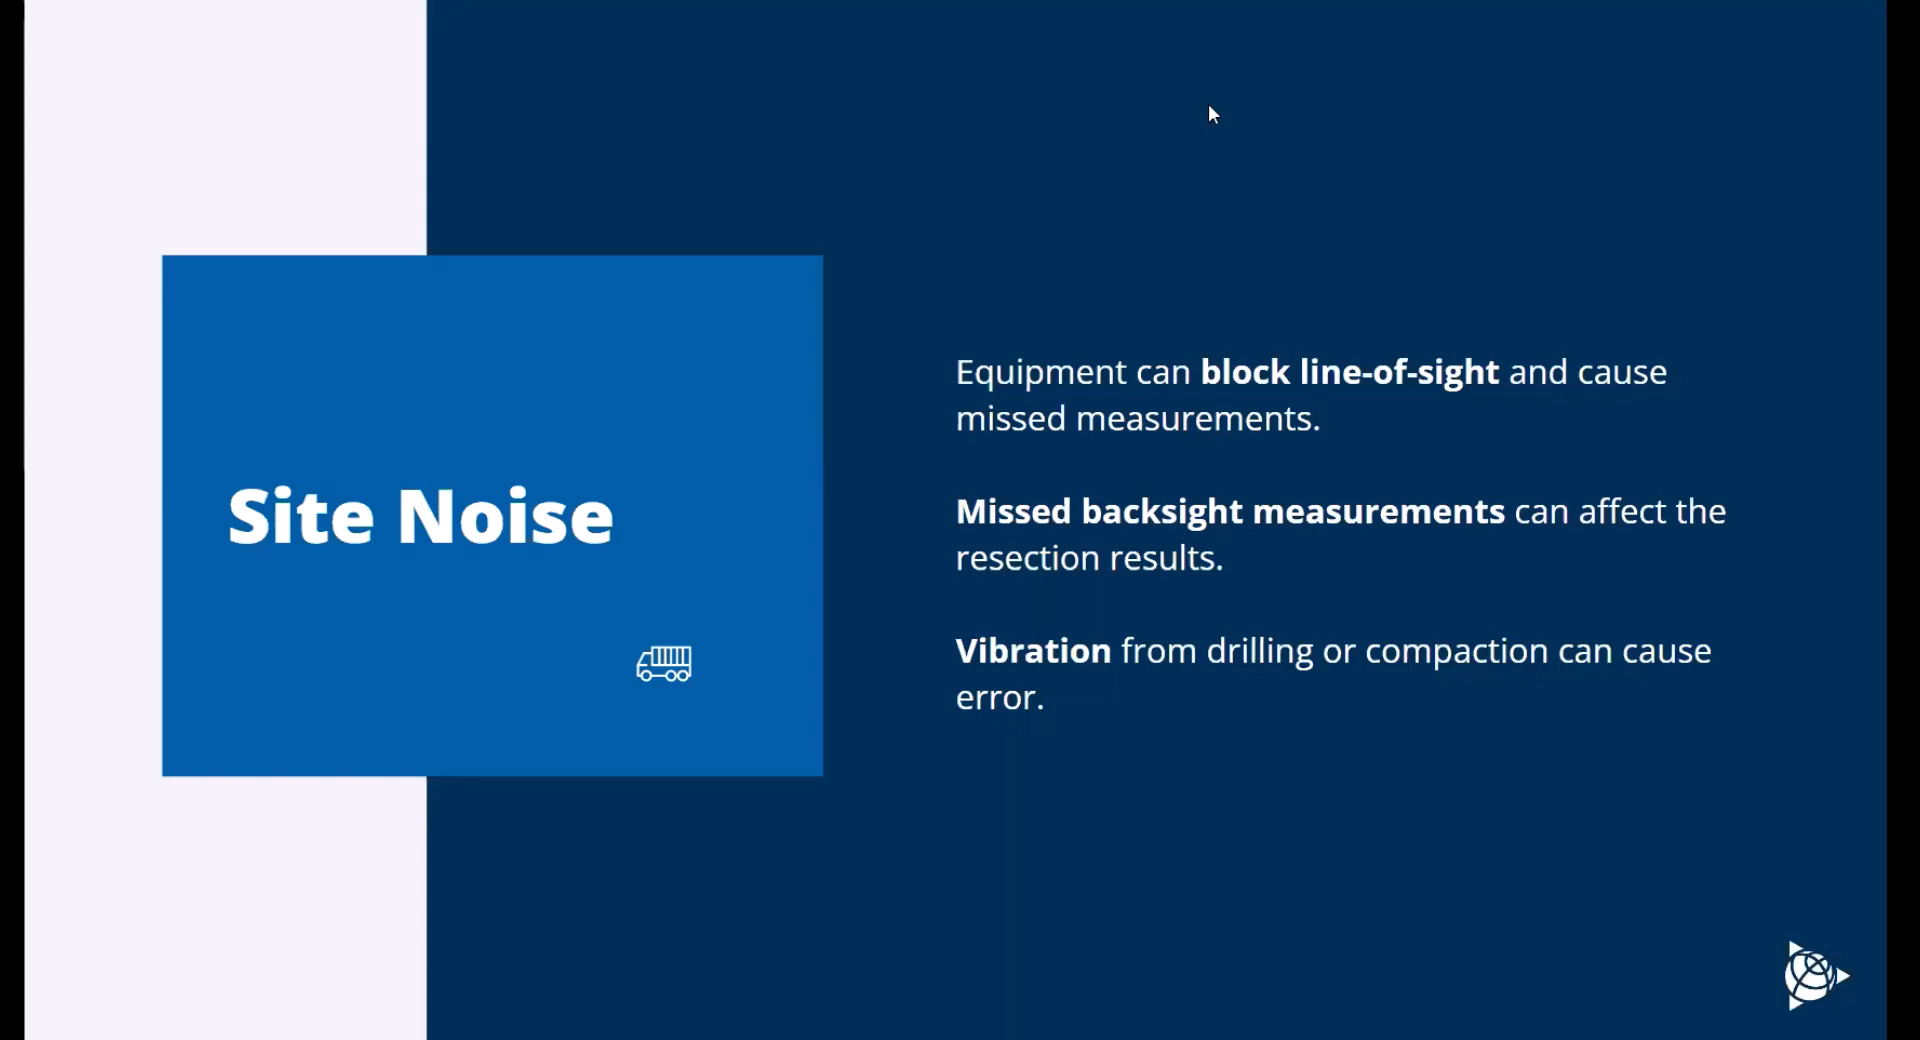 Site Noise
Equipment can block line-of-sight and cause
missed measurements.
Missed backsight measurements can affect the
resection results.
Vibration from drilling or compaction can cause
error.